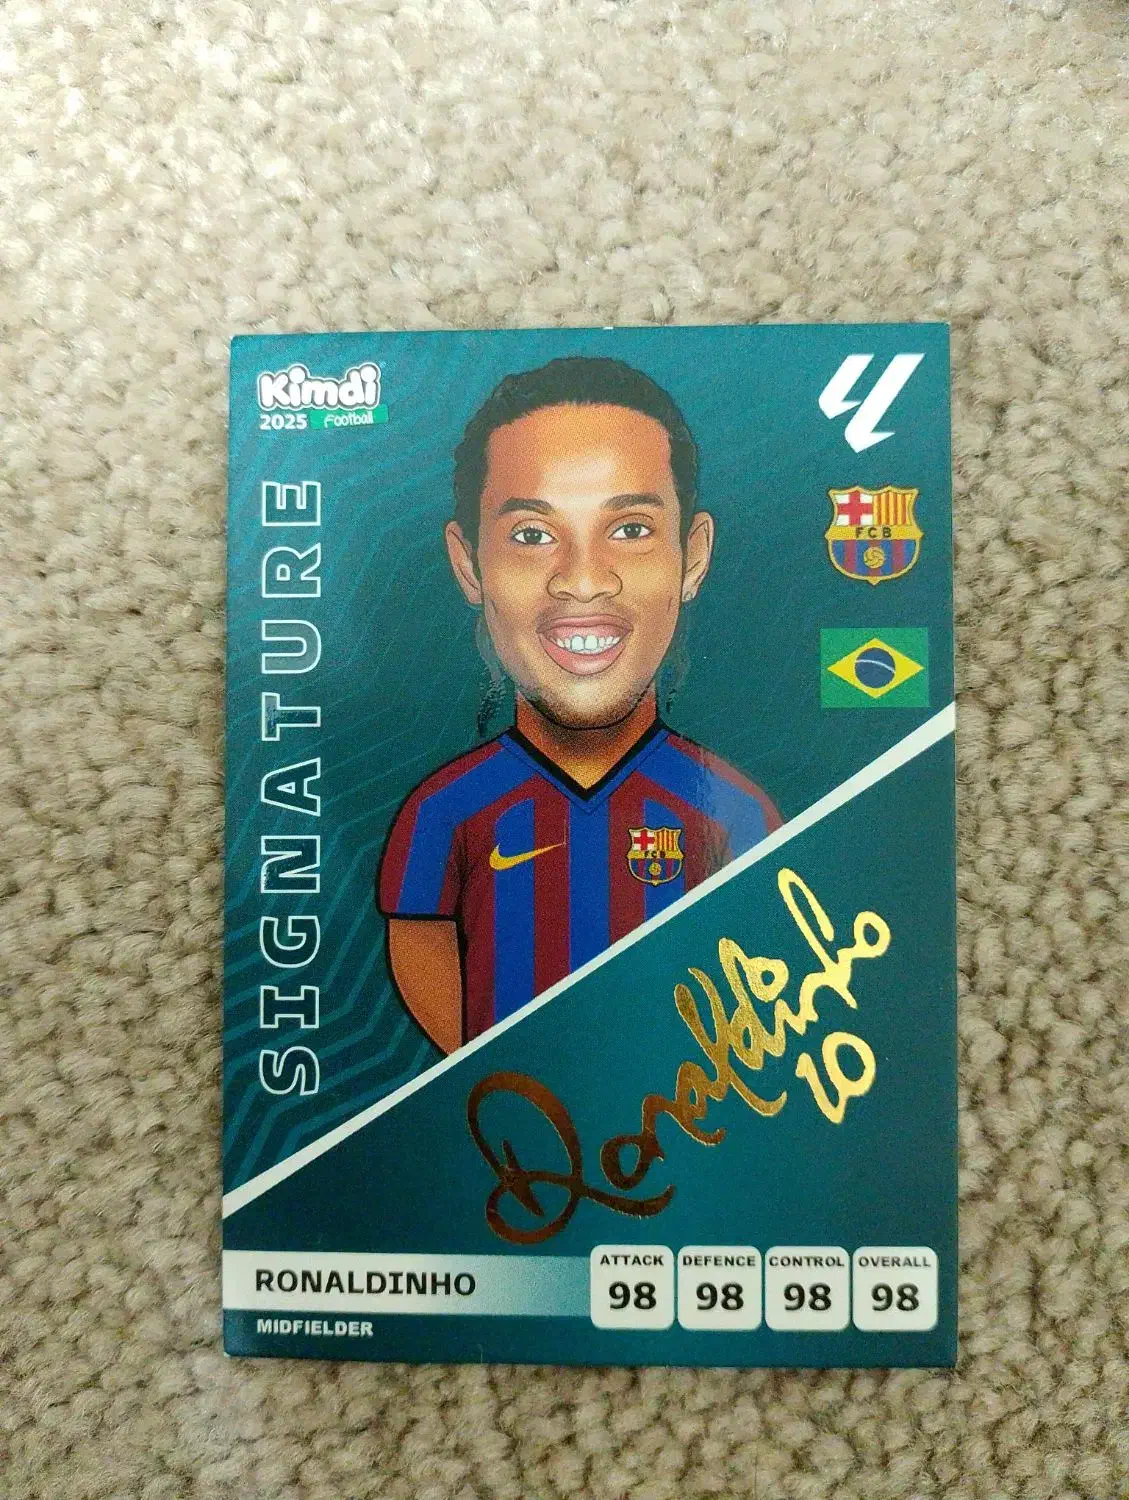 Kimdi
2025 Football
SIGNATURE
FCB
FCB
Ronaldinho
10
RONALDINHO
MIDFIELDER
ATTACK DEFENCE CONTROL OVERALL
98 98 98 98